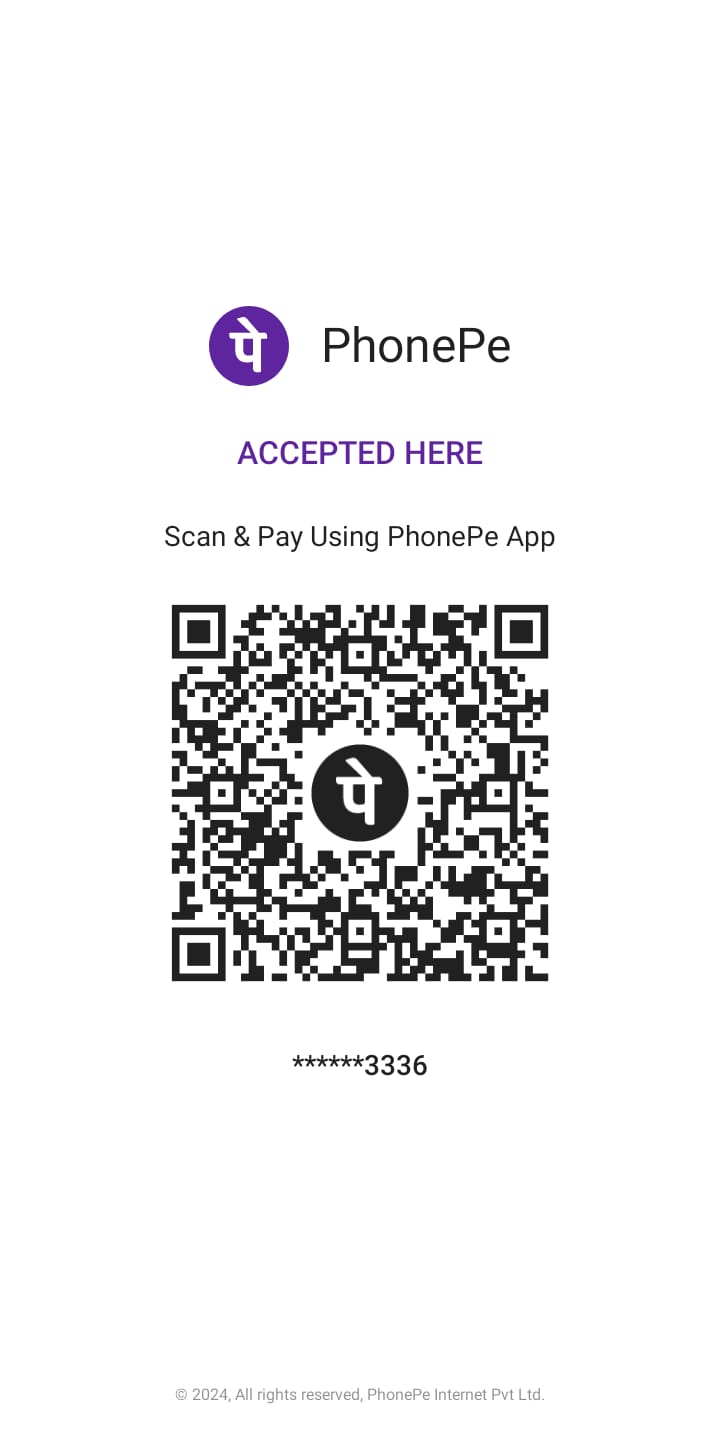 पे PhonePe
ACCEPTED HERE
Scan & Pay Using PhonePe App
पे
******3336
© 2024, All rights reserved, PhonePe Internet Pvt Ltd.